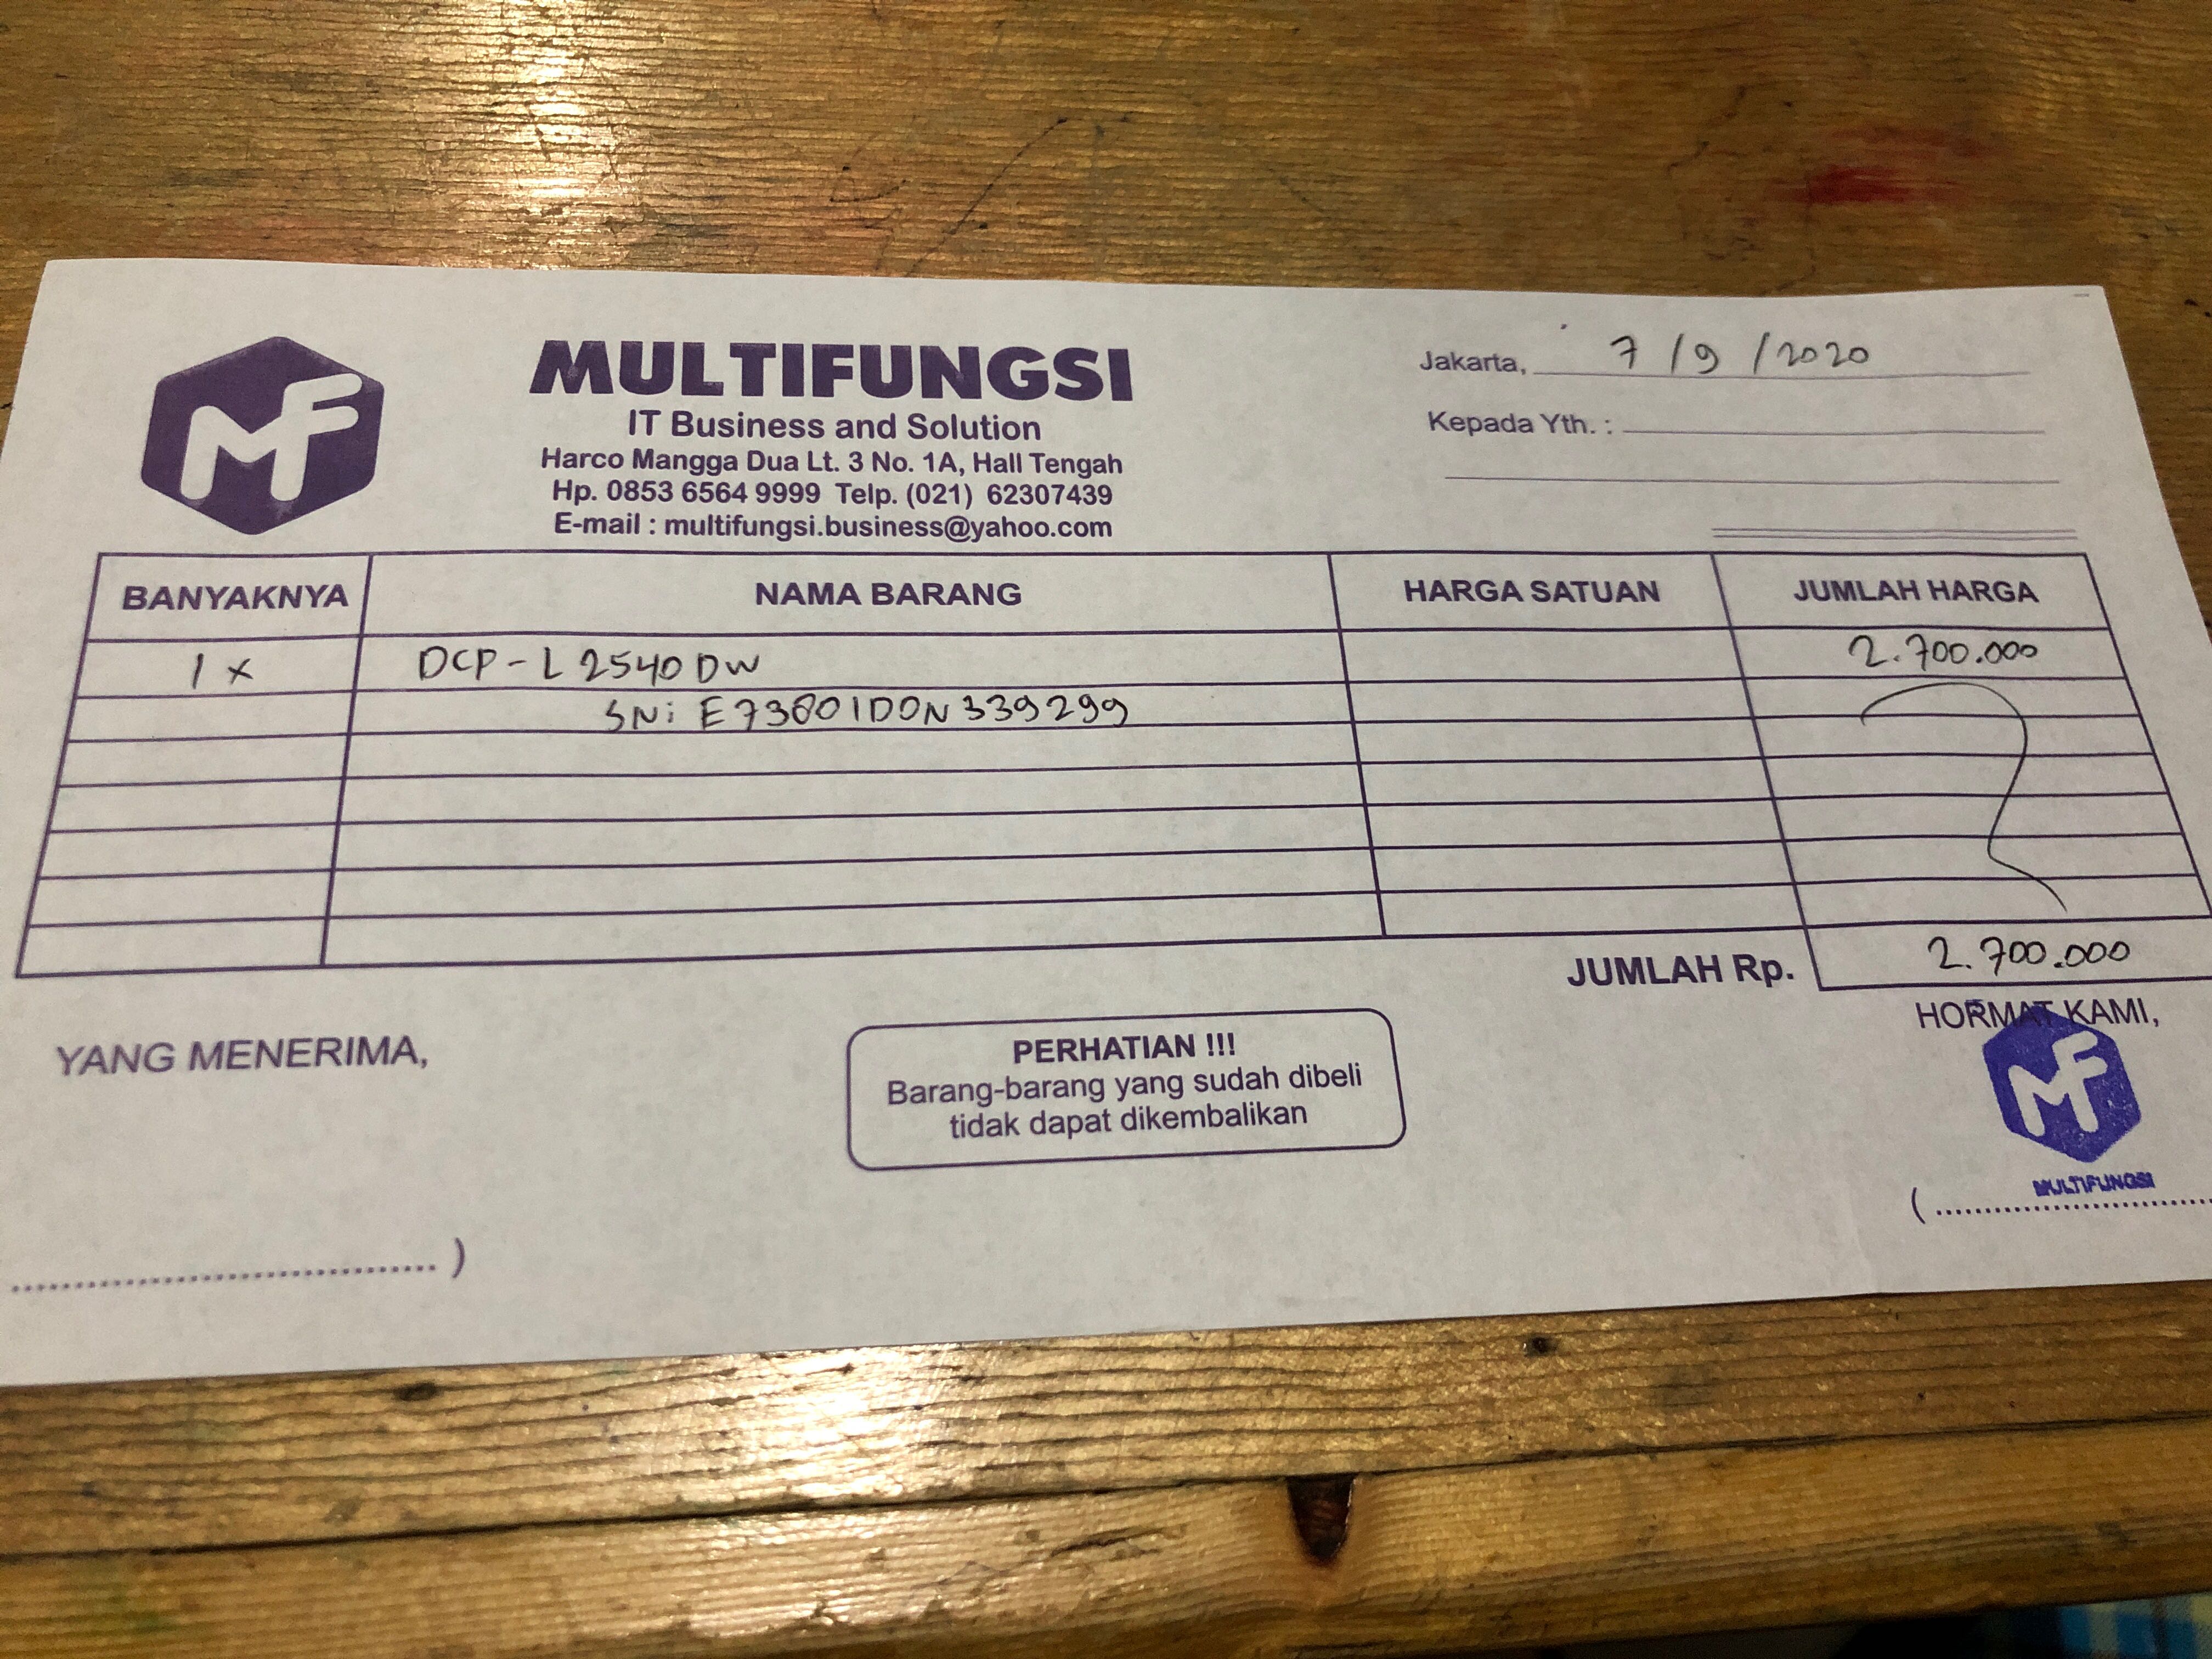 MF
MULTIFUNGSI
IT Business and Solution
Harco Mangga Dua Lt. 3 No. 1A, Hall Tengah
Hp. 0853 6564 9999 Telp. (021) 62307439
E-mail : multifungsi.business@yahoo.com
Jakarta, 7/9/2020
Kepada Yth. :
BANYAKNYA NAMA BARANG HARGA SATUAN JUMLAH HARGA
1 x DCP-L2540DW 2.700.000
SN: E73801D0N339299
JUMLAH Rp. 2.700.000
YANG MENERIMA,
PERHATIAN !!!
Barang-barang yang sudah dibeli
tidak dapat dikembalikan
HORMAT KAMI,
MF
MULTIFUNGSI